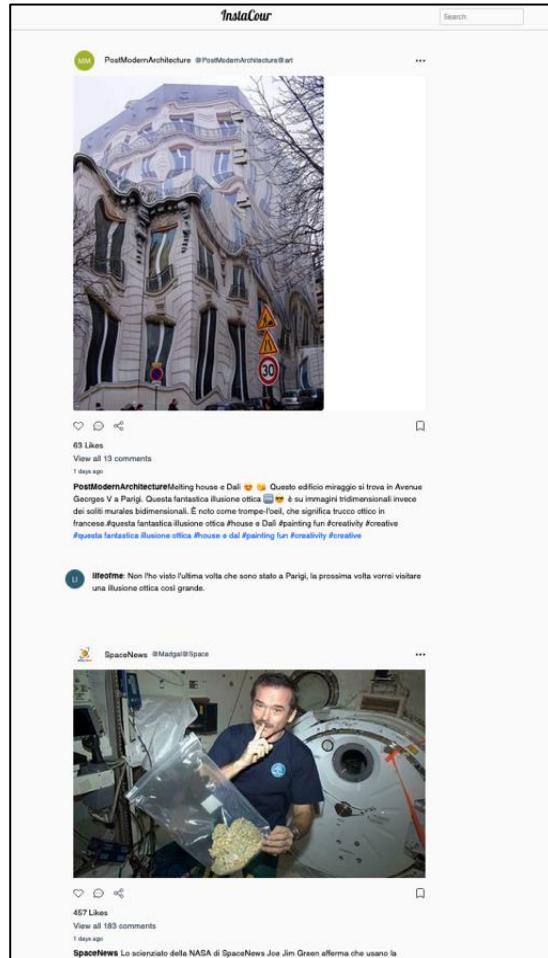 InstaCour
Search
MM
PostModernArchitecture @PostModernArchitecture@art
30
63 Likes
View all 13 comments
1 days ago
PostModernArchitectureMelting house e Dalì 😍 😘 Questo edificio miraggio si trova in Avenue
Georges V a Parigi. Questa fantastica illusione ottica è su immagini tridimensionali invece
dei soliti murales bidimensionali. È noto come trompe-l'oeil, che significa trucco ottico in
francese.#questa fantastica illusione ottica #house e Dalì #painting fun #creativity #creative
#questa fantastica illusione ottica #house e dal #painting fun #creativity #creative
LI
lifeofme: Non l'ho visto l'ultima volta che sono stato a Parigi, la prossima volta vorrei visitare
una illusione ottica così grande.
SpaceNews @Madgal@Space
457 Likes
View all 183 comments
1 days ago
SpaceNews Lo scienziato della NASA di SpaceNews Joe Jim Green afferma che usano la